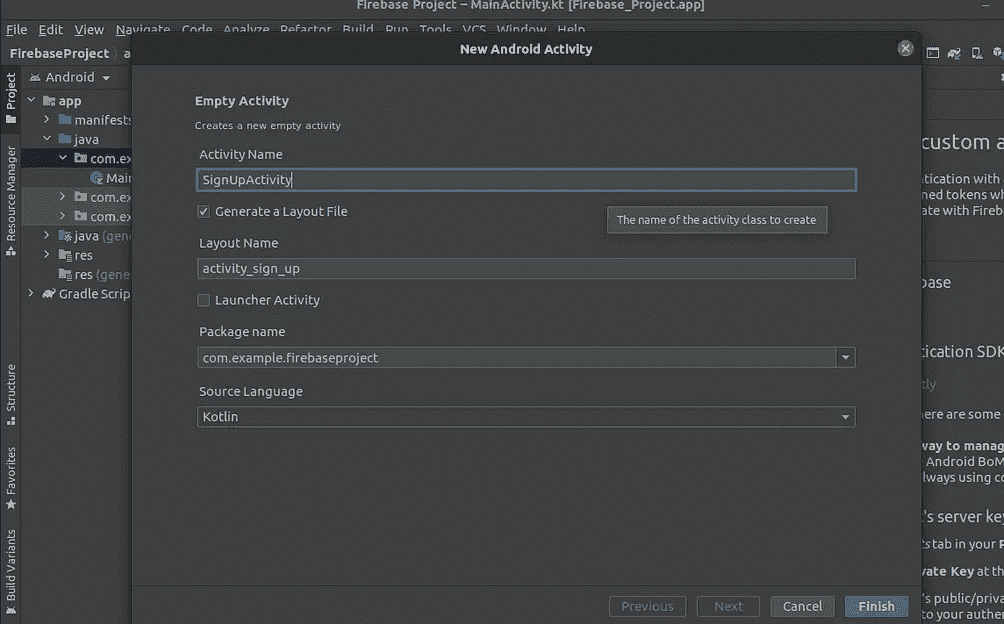 Firebase Project – MainActivity.kt [Firebase_Project.app]
File Edit View Navigate Code Analyze Refactor Build Run Tools VCS Window Help
FirebaseProject
New Android Activity
Project
Android
app
manifests
java
com.ex
Mai
com.ex
com.ex
java (gene
res
res (gene
Gradle Scrip
Resource Manager
Structure
Favorites
Build Variants
Empty Activity
Creates a new empty activity
Activity Name
SignUpActivity
Generate a Layout File
The name of the activity class to create
Layout Name
activity_sign_up
Launcher Activity
Package name
com.example.firebaseproject
Source Language
Kotlin
Previous Next Cancel Finish
custom a
tication with
ned tokens wh
ate with Fireb
base
tication SDK
tly
ere are some
way to manag
Android BoM
lways using co
's server key
ts tab in your P
vate Key at the
's public/priva
to your authen